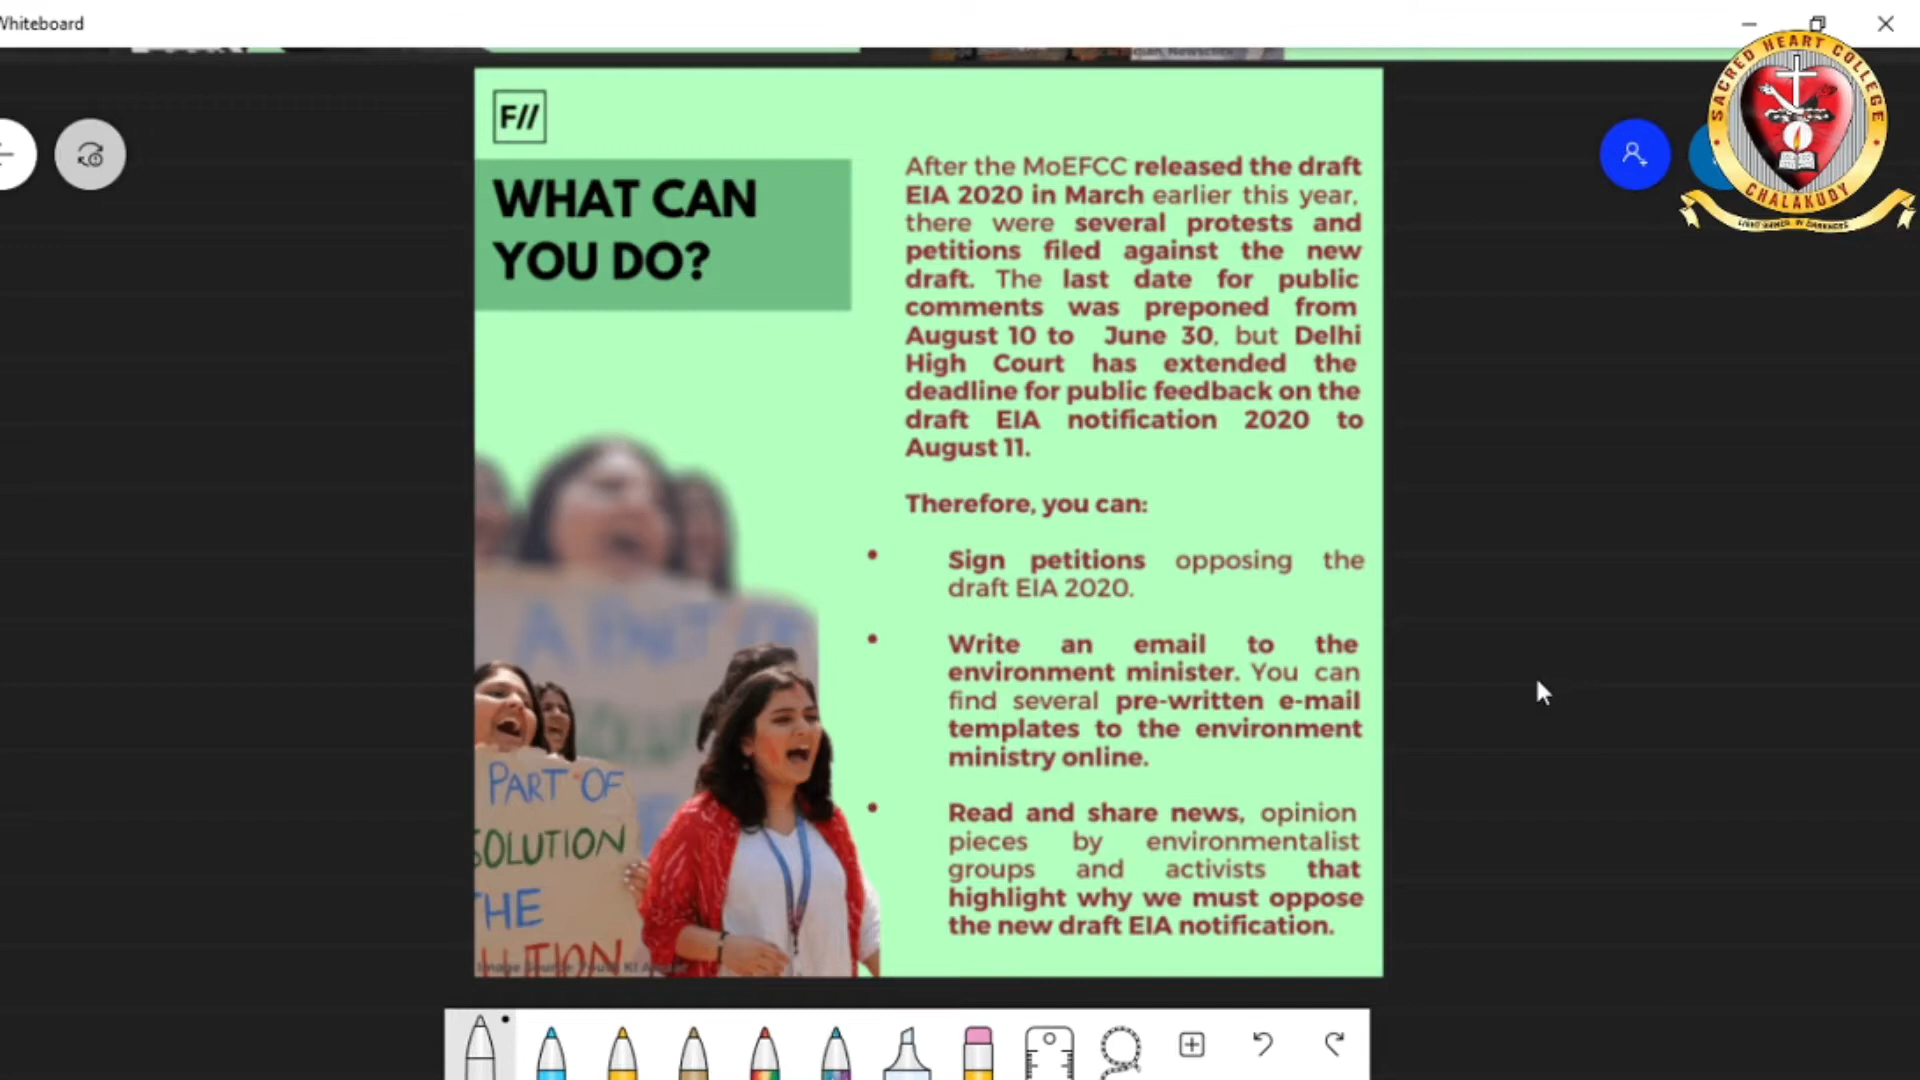 Whiteboard
SACRED HEART COLLEGE
CHALAKUDY
F//
WHAT CAN
YOU DO?
After the MoEFCC released the draft
EIA 2020 in March earlier this year,
there were several protests and
petitions filed against the new
draft. The last date for public
comments was preponed from
August 10 to June 30, but Delhi
High Court has extended the
deadline for public feedback on the
draft EIA notification 2020 to
August 11.
Therefore, you can:
• Sign petitions opposing the
draft EIA 2020.
• Write an email to the
environment minister. You can
find several pre-written e-mail
templates to the environment
ministry online.
• Read and share news, opinion
pieces by environmentalist
groups and activists that
highlight why we must oppose
the new draft EIA notification.
PART OF
SOLUTION
THE
Image Source: